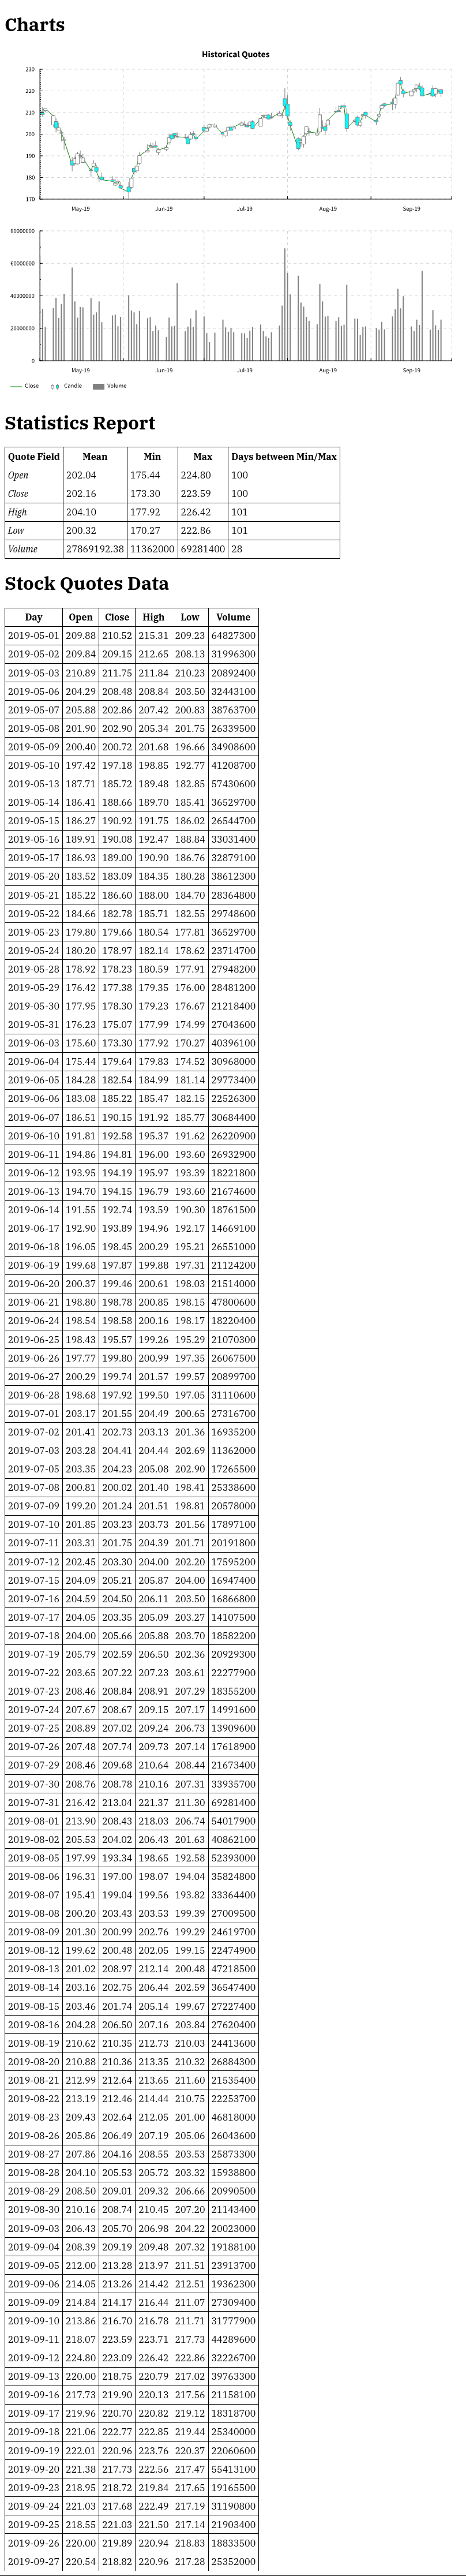 Charts
Historical Quotes
230
220
210
200
190
180
170
May-19 Jun-19 Jul-19 Aug-19 Sep-19
80000000
60000000
40000000
20000000
0
May-19 Jun-19 Jul-19 Aug-19 Sep-19
Close Candle Volume
Statistics Report
Quote Field Mean Min Max Days between Min/Max
Open 202.04 175.44 224.80 100
Close 202.16 173.30 223.59 100
High 204.10 177.92 226.42 101
Low 200.32 170.27 222.86 101
Volume 27869192.38 11362000 69281400 28
Stock Quotes Data
Day Open Close High Low Volume
2019-05-01 209.88 210.52 215.31 209.23 64827300
2019-05-02 209.84 209.15 212.65 208.13 31996300
2019-05-03 210.89 211.75 211.84 210.23 20892400
2019-05-06 204.29 208.48 208.84 203.50 32443100
2019-05-07 205.88 202.86 207.42 200.83 38763700
2019-05-08 201.90 202.90 205.34 201.75 26339500
2019-05-09 200.40 200.72 201.68 196.66 34908600
2019-05-10 197.42 197.18 198.85 192.77 41208700
2019-05-13 187.71 185.72 189.48 182.85 57430600
2019-05-14 186.41 188.66 189.70 185.41 36529700
2019-05-15 186.27 190.92 191.75 186.02 26544700
2019-05-16 189.91 190.08 192.47 188.84 33031400
2019-05-17 186.93 189.00 190.90 186.76 32879100
2019-05-20 183.52 183.09 184.35 180.28 38612300
2019-05-21 185.22 186.60 188.00 184.70 28364800
2019-05-22 184.66 182.78 185.71 182.55 29748600
2019-05-23 179.80 179.66 180.54 177.81 36529700
2019-05-24 180.20 178.97 182.14 178.62 23714700
2019-05-28 178.92 178.23 180.59 177.91 27948200
2019-05-29 176.42 177.38 179.35 176.00 28481200
2019-05-30 177.95 178.30 179.23 176.67 21218400
2019-05-31 176.23 175.07 177.99 174.99 27043600
2019-06-03 175.60 173.30 177.92 170.27 40396100
2019-06-04 175.44 179.64 179.83 174.52 30968000
2019-06-05 184.28 182.54 184.99 181.14 29773400
2019-06-06 183.08 185.22 185.47 182.15 22526300
2019-06-07 186.51 190.15 191.92 185.77 30684400
2019-06-10 191.81 192.58 195.37 191.62 26220900
2019-06-11 194.86 194.81 196.00 193.60 26932900
2019-06-12 193.95 194.19 195.97 193.39 18221800
2019-06-13 194.70 194.15 196.79 193.60 21674600
2019-06-14 191.55 192.74 193.59 190.30 18761500
2019-06-17 192.90 193.89 194.96 192.17 14669100
2019-06-18 196.05 198.45 200.29 195.21 26551000
2019-06-19 199.68 197.87 199.88 197.31 21124200
2019-06-20 200.37 199.46 200.61 198.03 21514000
2019-06-21 198.80 198.78 200.85 198.15 47800600
2019-06-24 198.54 198.58 200.16 198.17 18220400
2019-06-25 198.43 195.57 199.26 195.29 21070300
2019-06-26 197.77 199.80 200.99 197.35 26067500
2019-06-27 200.29 199.74 201.57 199.57 20899700
2019-06-28 198.68 197.92 199.50 197.05 31110600
2019-07-01 203.17 201.55 204.49 200.65 27316700
2019-07-02 201.41 202.73 203.13 201.36 16935200
2019-07-03 203.28 204.41 204.44 202.69 11362000
2019-07-05 203.35 204.23 205.08 202.90 17265500
2019-07-08 200.81 200.02 201.40 198.41 25338600
2019-07-09 199.20 201.24 201.51 198.81 20578000
2019-07-10 201.85 203.23 203.73 201.56 17897100
2019-07-11 203.31 201.75 204.39 201.71 20191800
2019-07-12 202.45 203.30 204.00 202.20 17595200
2019-07-15 204.09 205.21 205.87 204.00 16947400
2019-07-16 204.59 204.50 206.11 203.50 16866800
2019-07-17 204.05 203.35 205.09 203.27 14107500
2019-07-18 204.00 205.66 205.88 203.70 18582200
2019-07-19 205.79 202.59 206.50 202.36 20929300
2019-07-22 203.65 207.22 207.23 203.61 22277900
2019-07-23 208.46 208.84 208.91 207.29 18355200
2019-07-24 207.67 208.67 209.15 207.17 14991600
2019-07-25 208.89 207.02 209.24 206.73 13909600
2019-07-26 207.48 207.74 209.73 207.14 17618900
2019-07-29 208.46 209.68 210.64 208.44 21673400
2019-07-30 208.76 208.78 210.16 207.31 33935700
2019-07-31 216.42 213.04 221.37 211.30 69281400
2019-08-01 213.90 208.43 218.03 206.74 54017900
2019-08-02 205.53 204.02 206.43 201.63 40862100
2019-08-05 197.99 193.34 198.65 192.58 52393000
2019-08-06 196.31 197.00 198.07 194.04 35824800
2019-08-07 195.41 199.04 199.56 193.82 33364400
2019-08-08 200.20 203.43 203.53 199.39 27009500
2019-08-09 201.30 200.99 202.76 199.29 24619700
2019-08-12 199.62 200.48 202.05 199.15 22474900
2019-08-13 201.02 208.97 212.14 200.48 47218500
2019-08-14 203.16 202.75 206.44 202.59 36547400
2019-08-15 203.46 201.74 205.14 199.67 27227400
2019-08-16 204.28 206.50 207.16 203.84 27620400
2019-08-19 210.62 210.35 212.73 210.03 24413600
2019-08-20 210.88 210.36 213.35 210.32 26884300
2019-08-21 212.99 212.64 213.65 211.60 21535400
2019-08-22 213.19 212.46 214.44 210.75 22253700
2019-08-23 209.43 202.64 212.05 201.00 46818000
2019-08-26 205.86 206.49 207.19 205.06 26043600
2019-08-27 207.86 204.16 208.55 203.53 25873300
2019-08-28 204.10 205.53 205.72 203.32 15938800
2019-08-29 208.50 209.01 209.32 206.66 20990500
2019-08-30 210.16 208.74 210.45 207.20 21143400
2019-09-03 206.43 205.70 206.98 204.22 20023000
2019-09-04 208.39 209.19 209.48 207.32 19188100
2019-09-05 212.00 213.28 213.97 211.51 23913700
2019-09-06 214.05 213.26 214.42 212.51 19362300
2019-09-09 214.84 214.17 216.44 211.07 27309400
2019-09-10 213.86 216.70 216.78 211.71 31777900
2019-09-11 218.07 223.59 223.71 217.73 44289600
2019-09-12 224.80 223.09 226.42 222.86 32226700
2019-09-13 220.00 218.75 220.79 217.02 39763300
2019-09-16 217.73 219.90 220.13 217.56 21158100
2019-09-17 219.96 220.70 220.82 219.12 18318700
2019-09-18 221.06 222.77 222.85 219.44 25340000
2019-09-19 222.01 220.96 223.76 220.37 22060600
2019-09-20 221.38 217.73 222.56 217.47 55413100
2019-09-23 218.95 218.72 219.84 217.65 19165500
2019-09-24 221.03 217.68 222.49 217.19 31190800
2019-09-25 218.55 221.03 221.50 217.14 21903400
2019-09-26 220.00 219.89 220.94 218.83 18833500
2019-09-27 220.54 218.82 220.96 217.28 25352000